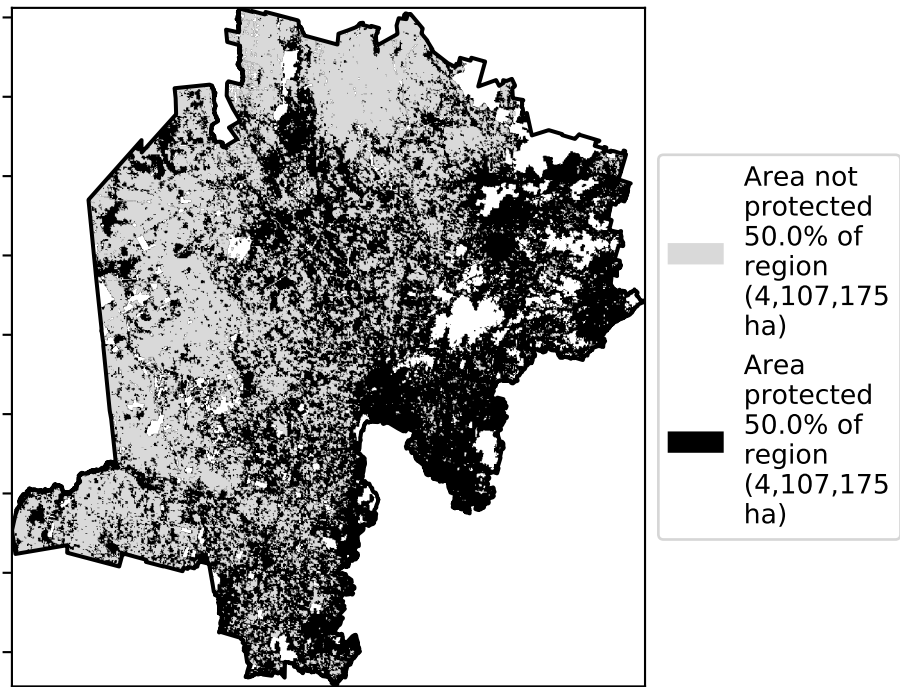 Area not
protected
50.0% of
region
(4,107,175
ha)
Area
protected
50.0% of
region
(4,107,175
ha)